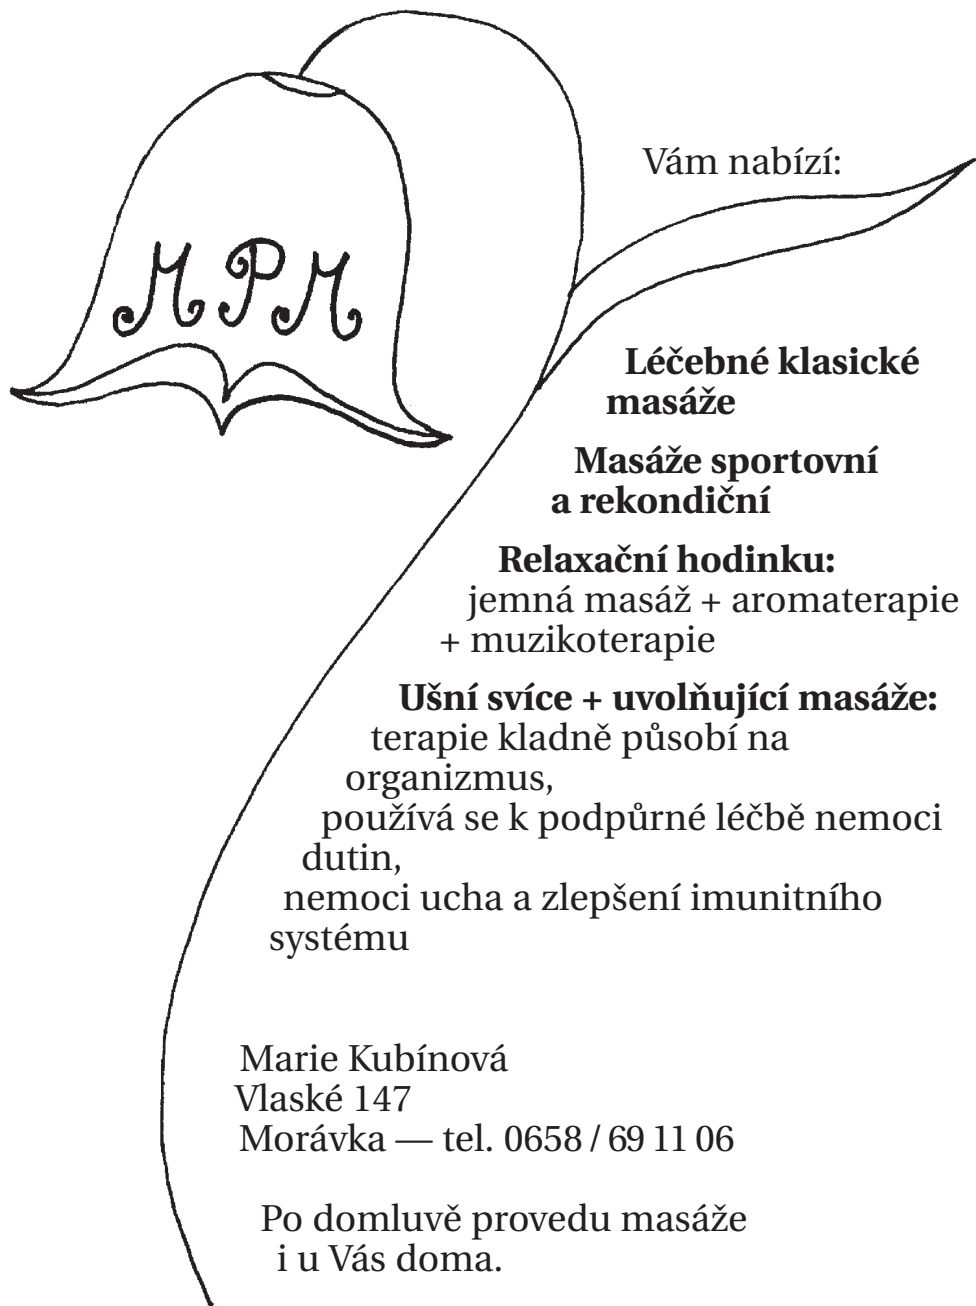 MPM
Vám nabízí:
Léčebné klasické
masáže
Masáže sportovní
a rekondiční
Relaxační hodinku:
jemná masáž + aromaterapie
+ muzikoterapie
Ušní svíce + uvolňující masáže:
terapie kladně působí na
organizmus,
používá se k podpůrné léčbě nemoci
dutin,
nemoci ucha a zlepšení imunitního
systému
Marie Kubínová
Vlaské 147
Morávka — tel. 0658 / 69 11 06
Po domluvě provedu masáže
i u Vás doma.